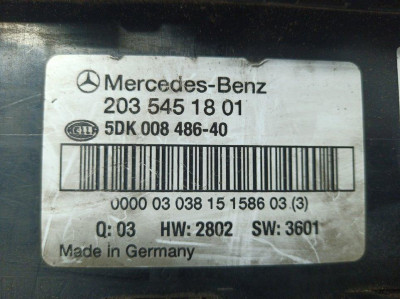 Mercedes-Benz
203 545 18 01
HELLA 5DK 008 486-40
0000 03 038 15 1586 03 (3)
Q: 03 HW: 2802 SW: 3601
Made in Germany